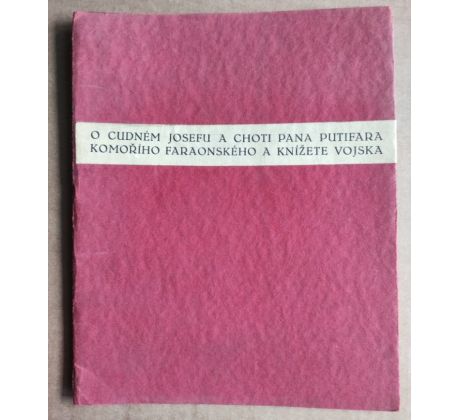 O CUDNÉM JOSEFU A CHOTI PANA PUTIFARA
KOMOŘÍHO FARAONSKÉHO A KNÍŽETE VOJSKA